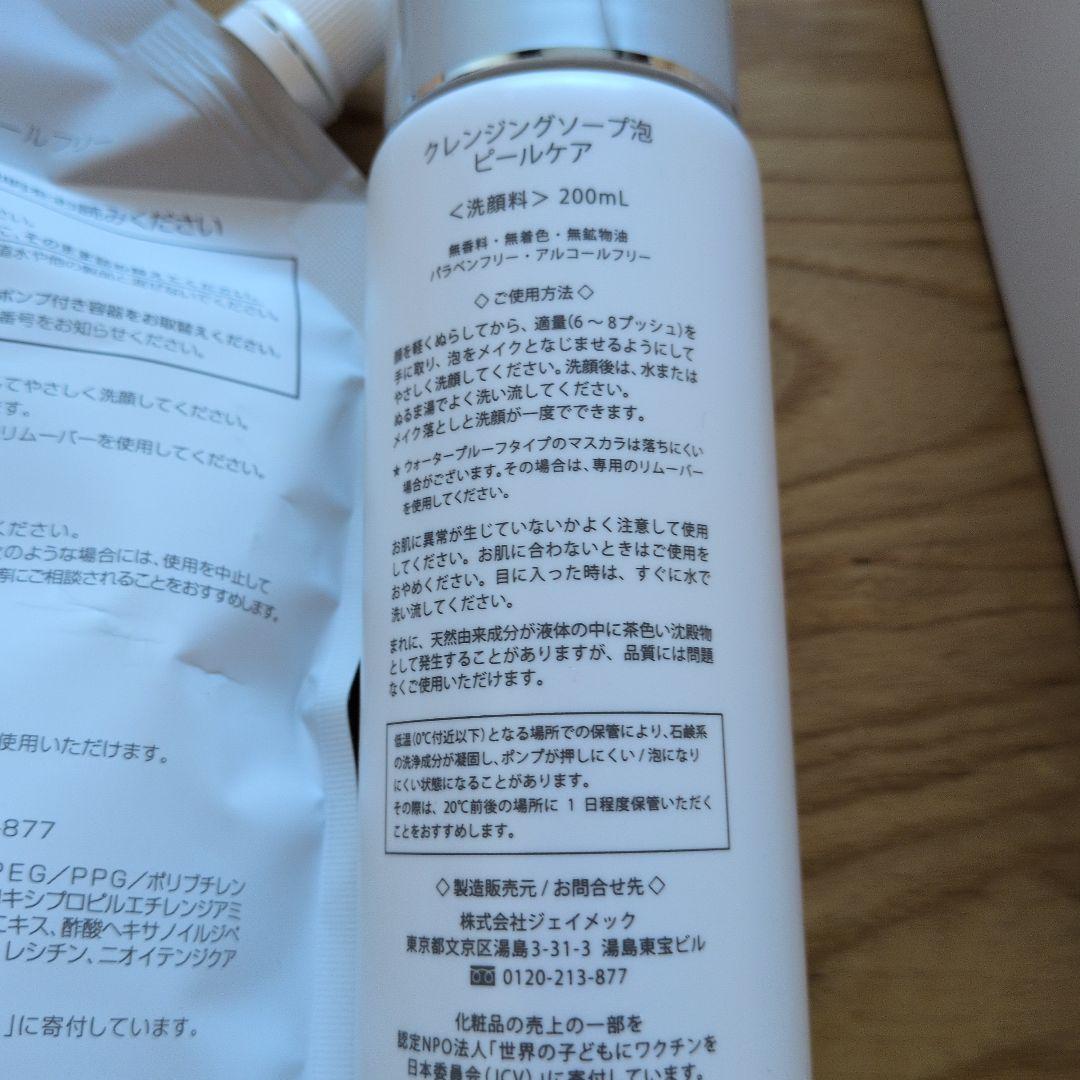 クレンジングソープ泡
ピールケア
<洗顔料> 200mL
無香料・無着色・無鉱物油
パラベンフリー・アルコールフリー
◇ご使用方法◇
顔を軽くぬらしてから、適量(6～8プッシュ)を
手に取り、泡をメイクとなじませるようにして
やさしく洗顔してください。洗顔後は、水または
ぬるま湯でよく洗い流してください。
メイク落としと洗顔が一度でできます。
★ ウォータープルーフタイプのマスカラは落ちにくい
場合がございます。その場合は、専用のリムーバー
を使用してください。
お肌に異常が生じていないかよく注意して使用
してください。お肌に合わないときはご使用を
おやめください。目に入った時は、すぐに水で
洗い流してください。
まれに、天然由来成分が液体の中に茶色い沈殿物
として発生することがありますが、品質には問題
なくご使用いただけます。
低温(0℃付近以下)となる場所での保管により、石鹸系
の洗浄成分が凝固し、ポンプが押しにくい/泡になり
にくい状態になることがあります。
その際は、20℃前後の場所に 1 日程度保管いただく
ことをおすすめします。
◇製造販売元/お問合せ先◇
株式会社ジェイメック
東京都文京区湯島3-31-3 湯島東宝ビル
0120-213-877
化粧品の売上の一部を
認定NPO法人「世界の子どもにワクチンを
日本委員会(JCV)」に寄付しています。
ールフリー
お読みください
さい。
ポンプ付き容器をお取替えください。
番号をお知らせください。
てやさしく洗顔してください。
ます。
リムーバーを使用してください。
ください。
のような場合には、使用を中止して
等にご相談されることをおすすめします。
使用いただけます。
-877
PEG/PPG/ポリブチレン
キシプロピルエチレンジアミ
エキス、酢酸ヘキサノイルジペ
レシチン、ニオイテンジクア
」に寄付しています。